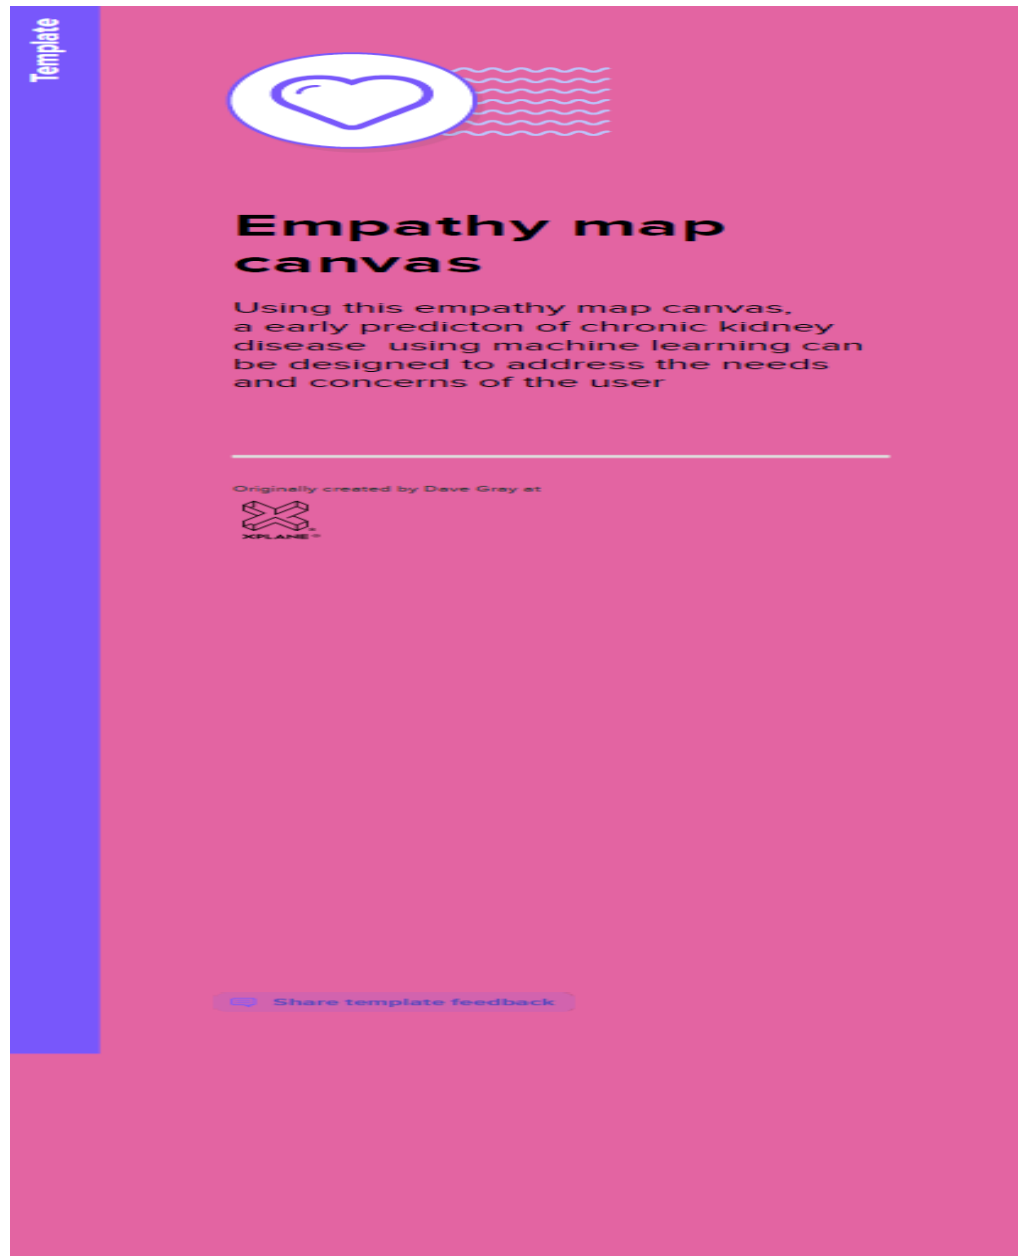 Template
Empathy map
canvas
Using this empathy map canvas,
a early predicton of chronic kidney
disease  using machine learning can
be designed to address the needs
and concerns of the user
Originally created by Dave Gray at
XPLANE
Share template feedback